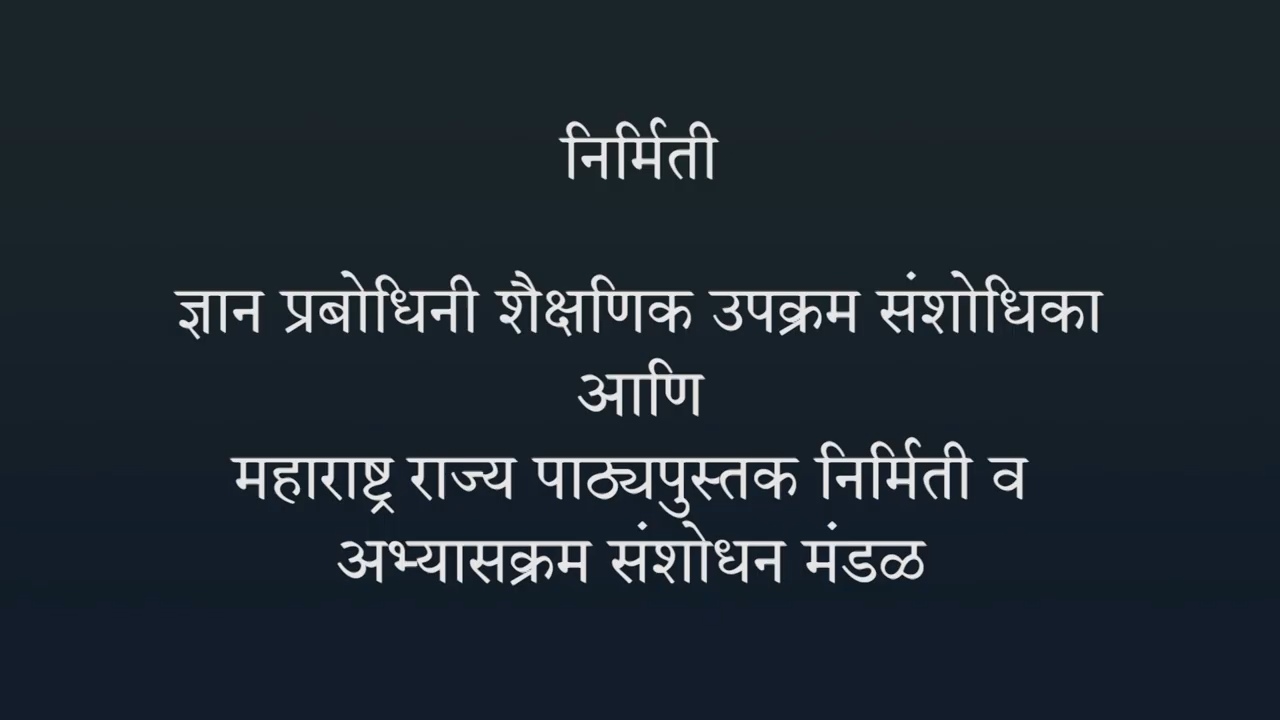 निर्मिती
ज्ञान प्रबोधिनी शैक्षणिक उपक्रम संशोधिका
आणि
महाराष्ट्र राज्य पाठ्यपुस्तक निर्मिती व
अभ्यासक्रम संशोधन मंडळ